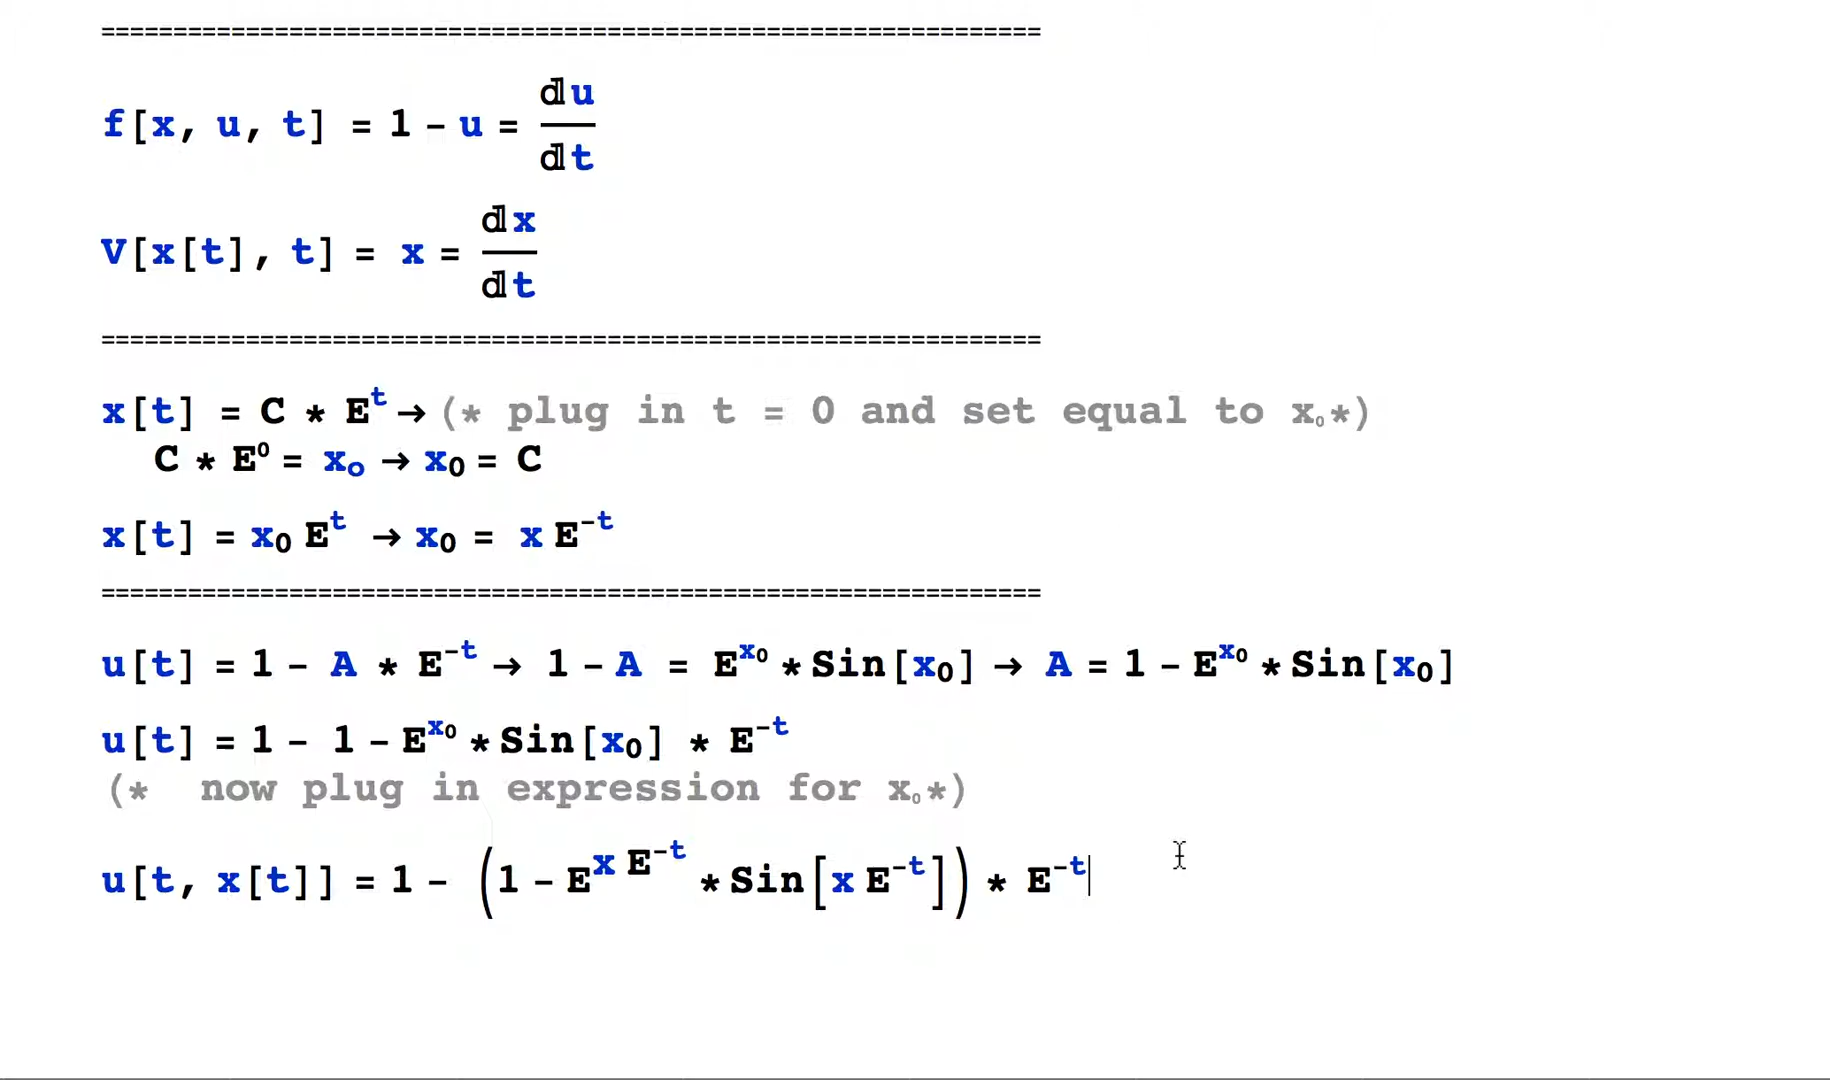 =================================================================
f[x, u, t] = 1 - u = ⅆu/ⅆt
V[x[t], t] = x = ⅆx/ⅆt
=================================================================
x[t] = C * E^t → (* plug in t = 0 and set equal to x₀*)
C * E^0 = xₒ → x₀ = C
x[t] = x₀ E^t → x₀ = x E^-t
=================================================================
u[t] = 1 - A * E^-t → 1 - A = E^x₀ * Sin[x₀] → A = 1 - E^x₀ * Sin[x₀]
u[t] = 1 - 1 - E^x₀ * Sin[x₀] * E^-t
(* now plug in expression for x₀*)
u[t, x[t]] = 1 - (1 - E^(x E^-t) * Sin[x E^-t]) * E^-t